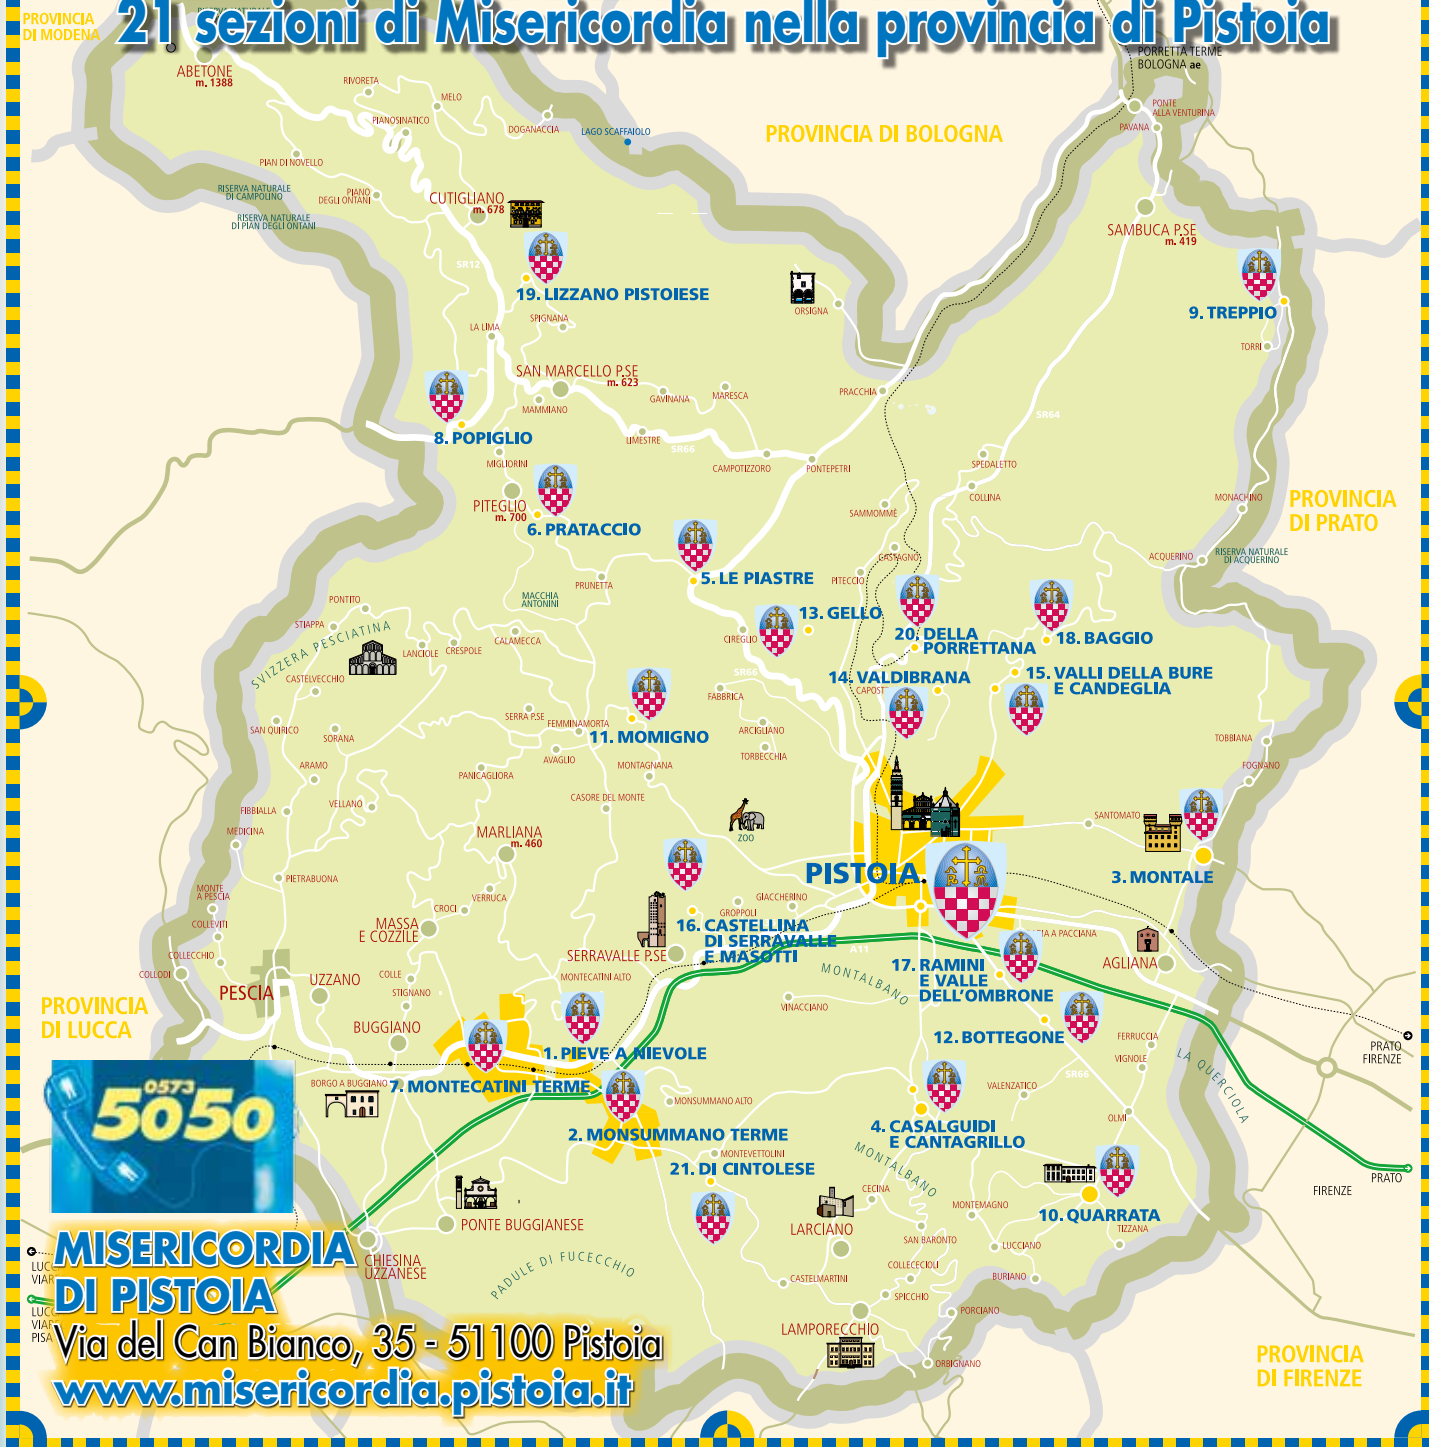 21 sezioni di Misericordia nella provincia di Pistoia
PROVINCIA
DI MODENA
ABETONE
m. 1388
RIVORETA
MELO
PIANOSINATICO
DOGANACCIA
LAGO SCAFFAIOLO
PROVINCIA DI BOLOGNA
PORRETTA TERME
BOLOGNA ae
PONTE
ALLA VENTURINA
PAVANA
PIAN DI NOVELLO
RISERVA NATURALE
DI CAMPOLINO
PIANO
DEGLI ONTANI
RISERVA NATURALE
DI PIAN DEGLI ONTANI
CUTIGLIANO
m. 678
SAMBUCA P.SE
m. 419
SR12
19. LIZZANO PISTOIESE
SPIGNANA
LA LIMA
ORSIGNA
9. TREPPIO
TORRI
SAN MARCELLO P.SE
m. 623
MAMMIANO
GAVINANA
MARESCA
PRACCHIA
SR64
8. POPIGLIO
LIMESTRE
SR66
MIGLIORINI
CAMPOTIZZORO
PONTEPETRI
SPEDALETTO
COLLINA
PITEGLIO
m. 700
6. PRATACCIO
SAMMOMMÈ
MONACHINO
PROVINCIA
DI PRATO
CASTAGNO
ACQUERINO
RISERVA NATURALE
DI ACQUERINO
5. LE PIASTRE
PITECCIO
PRUNETTA
MACCHIA
ANTONINI
PONTITO
STIAPPA
SVIZZERA PESCIATINA
LANCIOLE
CRESPOLE
CALAMECCA
CIREGLIO
13. GELLO
20. DELLA
PORRETTANA
18. BAGGIO
CASTELVECCHIO
SR66
14. VALDIBRANA
15. VALLI DELLA BURE
E CANDEGLIA
FABBRICA
SAN QUIRICO
SORANA
SERRA P.SE
FEMMINAMORTA
11. MOMIGNO
ARCIGLIANO
TORBECCHIA
TOBBIANA
FOGNANO
AVAGLIO
MONTAGNANA
ARAMO
PANICAGLIORA
CASORE DEL MONTE
VELLANO
FIBBIALLA
MEDICINA
MARLIANA
m. 460
ZOO
SANTOMATO
PISTOIA
3. MONTALE
PIETRABUONA
MONTE
A PESCIA
VERRUCA
CROCI
COLLEVITI
MASSA
E COZZILE
GIACCHERINO
GROPPOLI
16. CASTELLINA
DI SERRAVALLE
E MASOTTI
SERRAVALLE P.SE
A11
COLLECCHIO
COLLODI
COLLE
STIGNANO
MONTECATINI ALTO
MONTALBANO
17. RAMINI
E VALLE
DELL'OMBRONE
AGLIANA
UZZANO
PESCIA
PROVINCIA
DI LUCCA
BUGGIANO
VINACCIANO
12. BOTTEGONE
FERRUCCIA
VIGNOLE
PRATO
FIRENZE
1. PIEVE A NIEVOLE
BORGO A BUGGIANO
7. MONTECATINI TERME
SR66
LA QUERCIOLA
VALENZATICO
0573
5050
MONSUMMANO ALTO
OLMI
2. MONSUMMANO TERME
4. CASALGUIDI
E CANTAGRILLO
MONTEVETTOLINI
MONTALBANO
21. DI CINTOLESE
CECINA
PRATO
FIRENZE
MONTEMAGNO
10. QUARRATA
TIZZANA
PONTE BUGGIANESE
LARCIANO
SAN BARONTO
LUCCIANO
CHIESINA
UZZANESE
PADULE DI FUCECCHIO
COLLECECIOLI
CASTELMARTINI
BURIANO
SPICCHIO
PORCIANO
LAMPORECCHIO
ORBIGNANO
PISA
MISERICORDIA
DI PISTOIA
Via del Can Bianco, 35 - 51100 Pistoia
www.misericordia.pistoia.it
PROVINCIA
DI FIRENZE